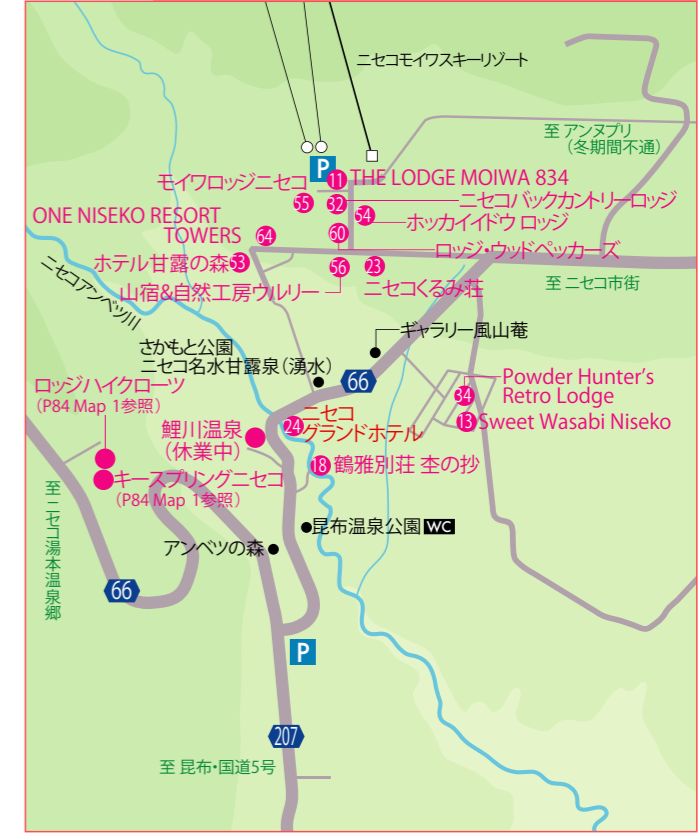 ニセコモイワスキーリゾート
至 アンヌプリ
（冬期間不通）
P
モイワロッジニセコ
55
11
THE LODGE MOIWA 834
32
ニセコバックカントリーロッジ
54
ホッカイイドウ ロッジ
ONE NISEKO RESORT
TOWERS
64
60
ロッジ・ウッドペッカーズ
ホテル甘露の森
53
56
23
山宿&自然工房ウルリー
ニセコくるみ荘
至 ニセコ市街
ニセコアンベツ川
ギャラリー風山菴
さかもと公園
ニセコ名水甘露泉（湧水）
66
ロッジハイクローツ
(P84 Map 1参照)
鯉川温泉
（休業中）
24
ニセコ
グランドホテル
34
Powder Hunter's
Retro Lodge
13
Sweet Wasabi Niseko
18
鶴雅別荘 杢の抄
キースプリングニセコ
(P84 Map 1参照)
至 ニセコ湯本温泉郷
昆布温泉公園 WC
アンベツの森
66
P
207
至 昆布・国道5号